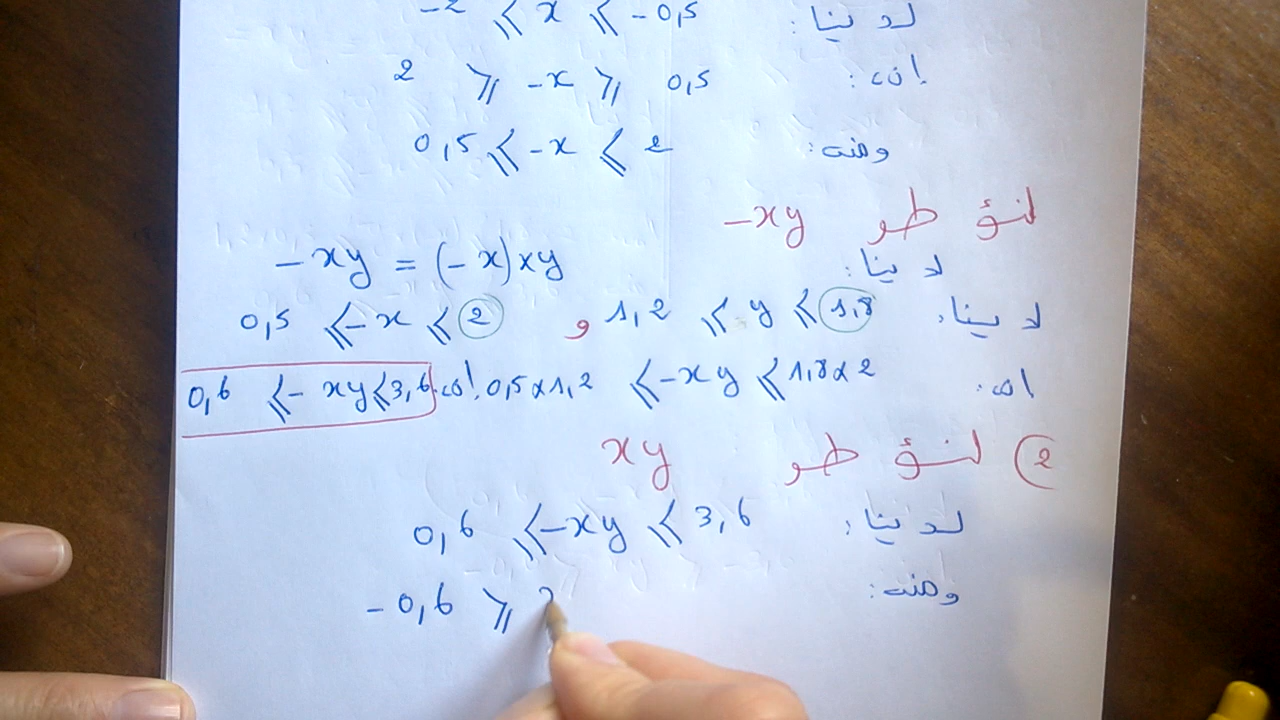 لدينا: -2 ⩽ x ⩽ -0,5
إذن: 2 ⩾ -x ⩾ 0,5
ومنه: 0,5 ⩽ -x ⩽ 2
لنؤطر -xy
لدينا: -xy = (-x)×y
لدينا: 0,5 ⩽ -x ⩽ 2 و 1,2 ⩽ y ⩽ 1,8
إذن: 0,5×1,2 ⩽ -xy ⩽ 1,8×2 إذن: 0,6 ⩽ -xy ⩽ 3,6
② لنؤطر xy
لدينا: 0,6 ⩽ -xy ⩽ 3,6
ومنه: -0,6 ⩾